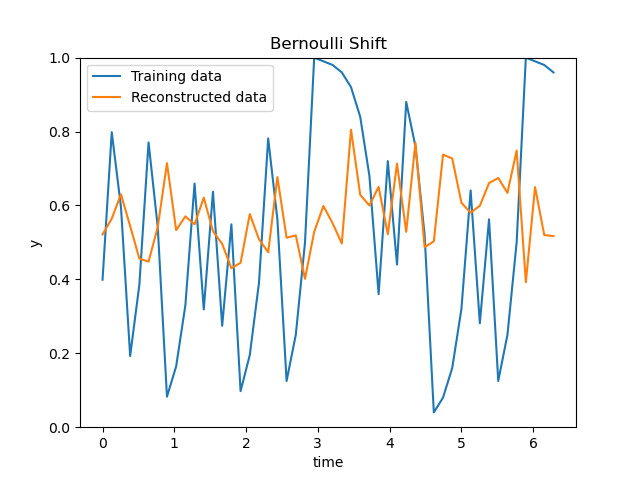 Bernoulli Shift
Training data
Reconstructed data
y
1.0
0.8
0.6
0.4
0.2
0.0
0 1 2 3 4 5 6
time